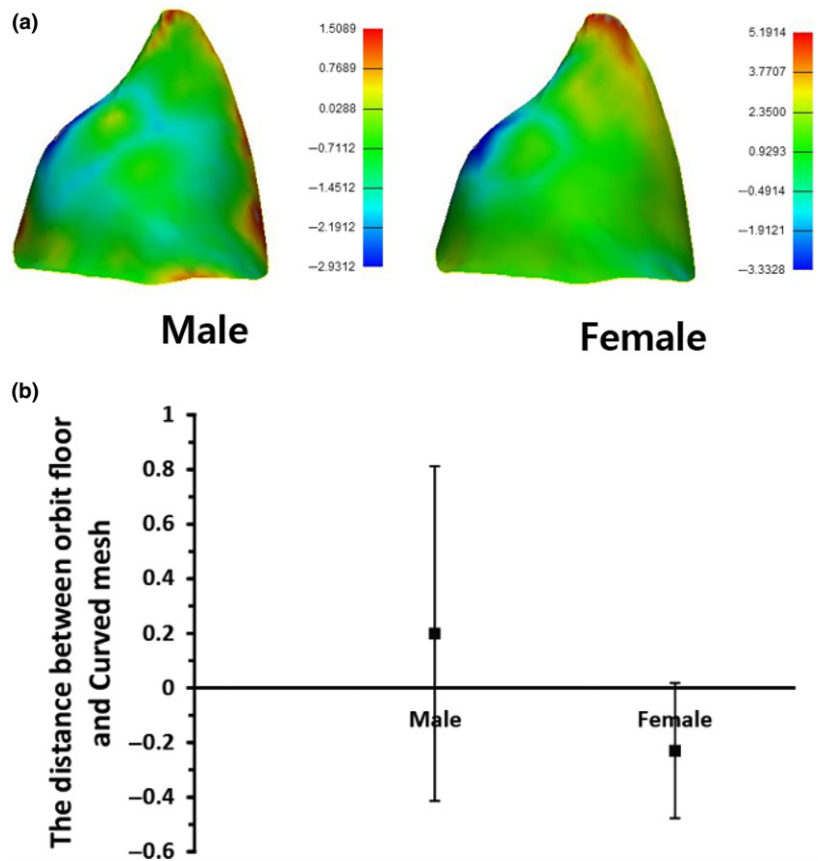 (a)
1.5089
0.7689
0.0288
–0.7112
–1.4512
–2.1912
–2.9312
Male
5.1914
3.7707
2.3500
0.9293
–0.4914
–1.9121
–3.3328
Female
(b)
The distance between orbit floor
and Curved mesh
1
0.8
0.6
0.4
0.2
0
–0.2
–0.4
–0.6
Male
Female